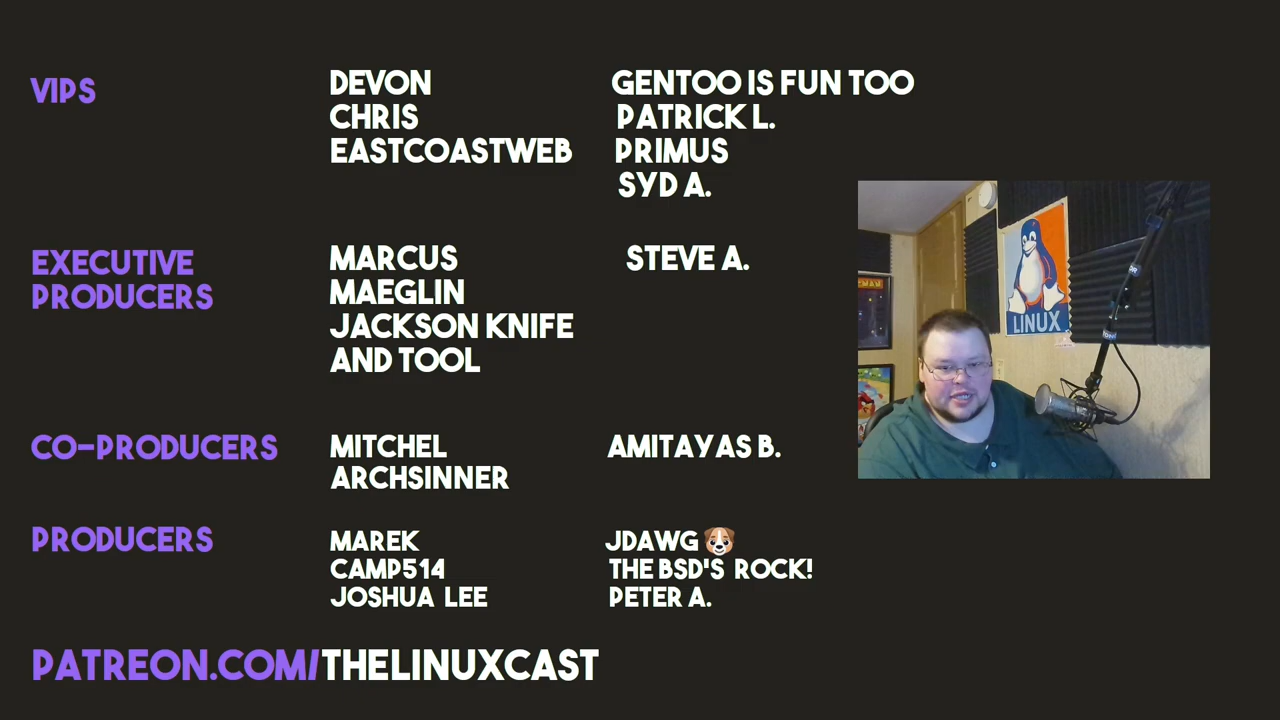 VIPS
DEVON
CHRIS
EASTCOASTWEB
GENTOO IS FUN TOO
PATRICK L.
PRIMUS
SYD A.
EXECUTIVE
PRODUCERS
MARCUS
MAEGLIN
JACKSON KNIFE
AND TOOL
STEVE A.
CO-PRODUCERS
MITCHEL
ARCHSINNER
AMITAYAS B.
PRODUCERS
MAREK
CAMP514
JOSHUA LEE
JDAWG🐶
THE BSD'S ROCK!
PETER A.
PATREON.COM/THELINUXCAST
LINUX